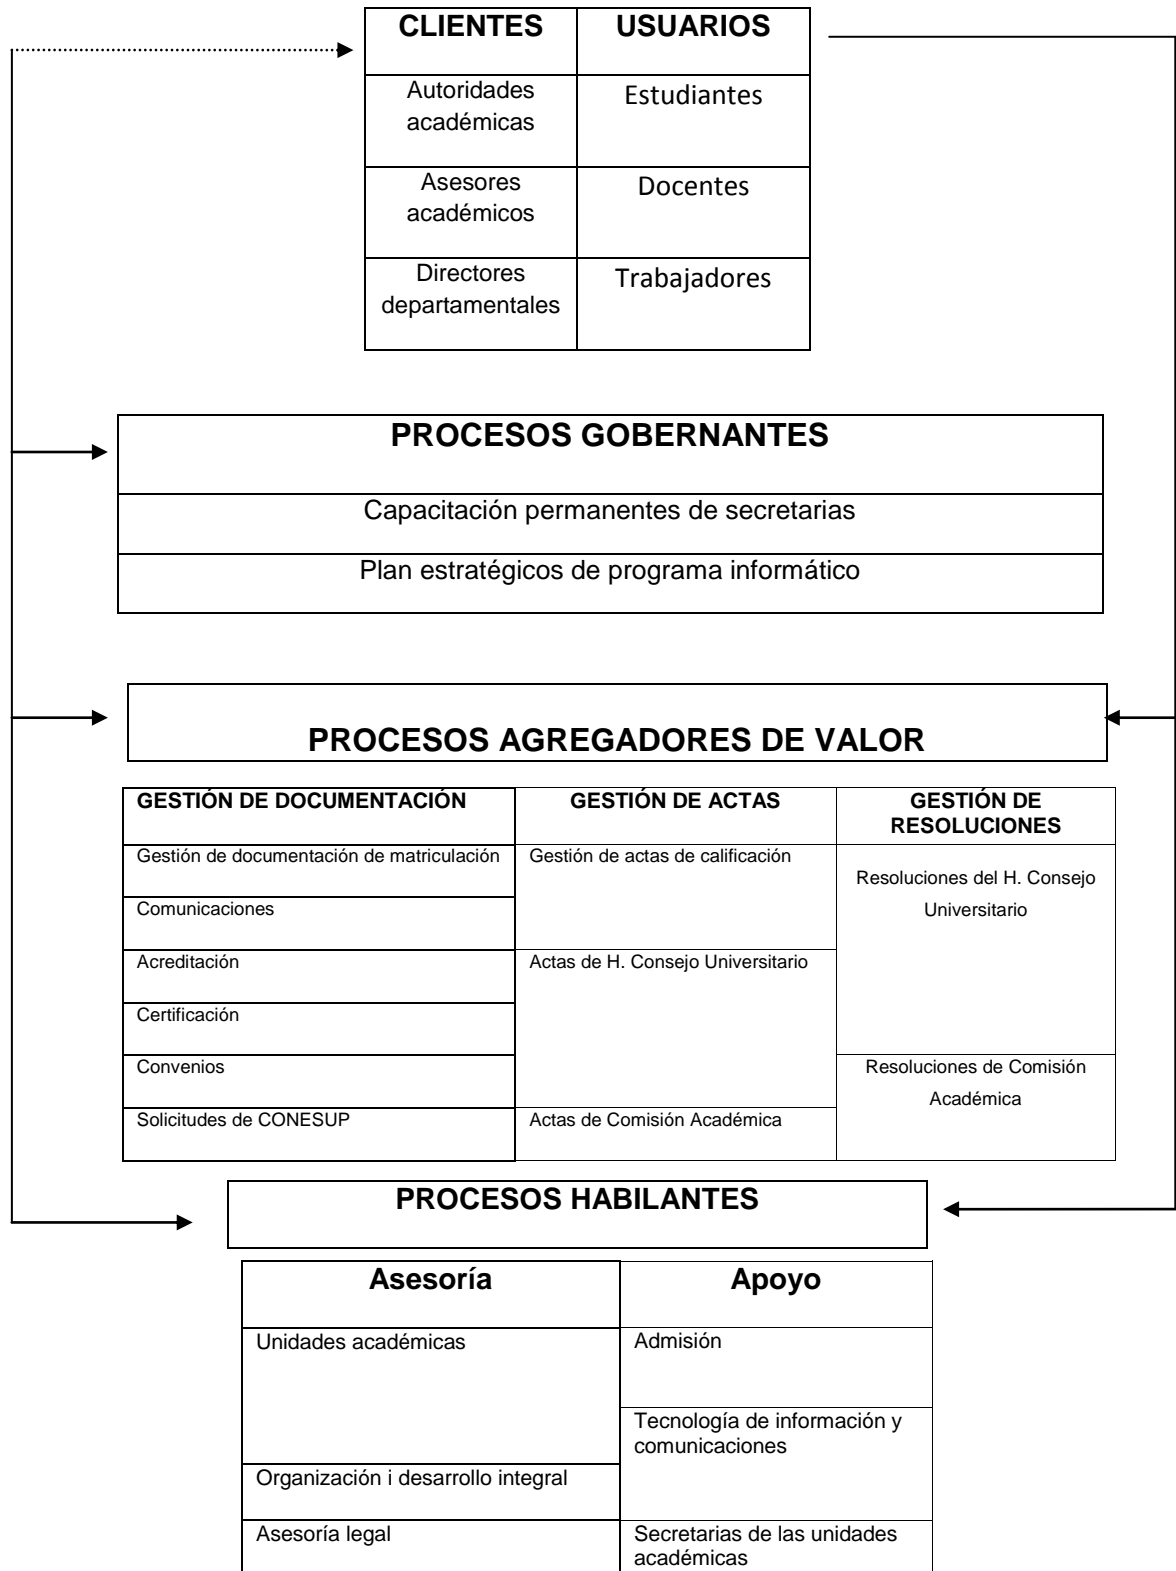 CLIENTES USUARIOS
Autoridades
académicas
Estudiantes
Asesores
académicos
Docentes
Directores
departamentales
Trabajadores
PROCESOS GOBERNANTES
Capacitación permanentes de secretarias
Plan estratégicos de programa informático
PROCESOS AGREGADORES DE VALOR
GESTIÓN DE DOCUMENTACIÓN
GESTIÓN DE ACTAS
GESTIÓN DE
RESOLUCIONES
Gestión de documentación de matriculación
Comunicaciones
Acreditación
Certificación
Convenios
Solicitudes de CONESUP
Gestión de actas de calificación
Actas de H. Consejo Universitario
Actas de Comisión Académica
Resoluciones del H. Consejo
Universitario
Resoluciones de Comisión
Académica
PROCESOS HABILANTES
Asesoría
Apoyo
Unidades académicas
Organización i desarrollo integral
Asesoría legal
Admisión
Tecnología de información y
comunicaciones
Secretarias de las unidades
académicas